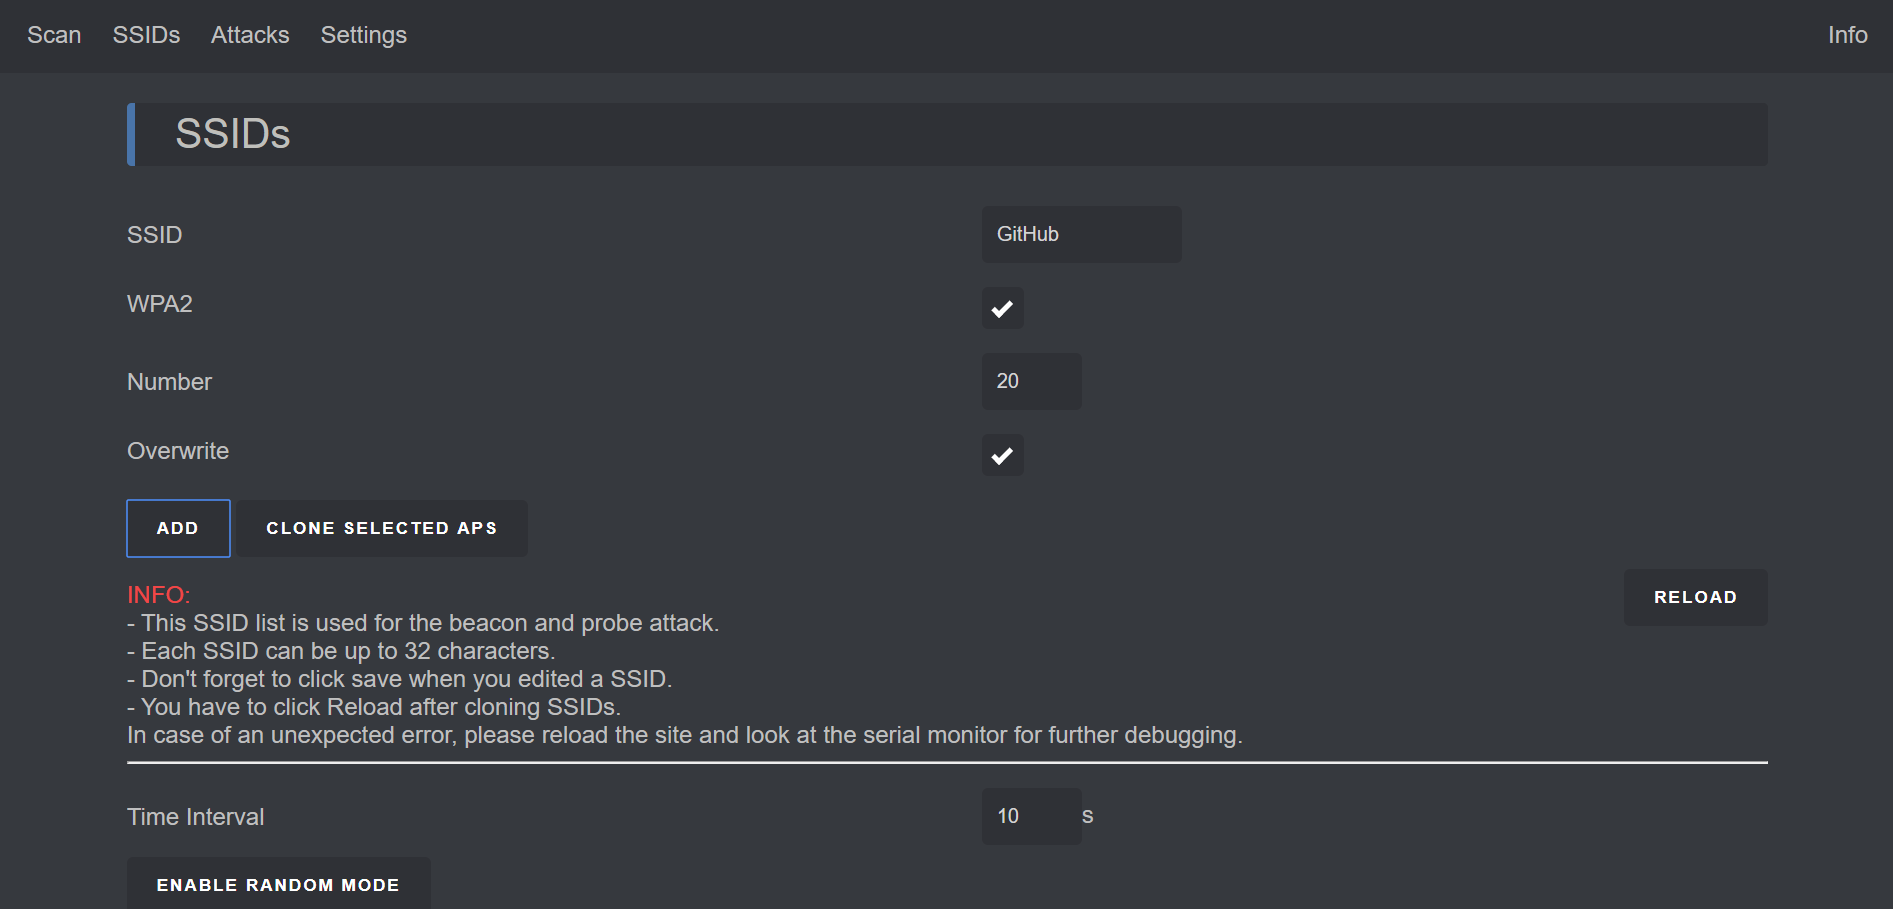 Scan SSIDs Attacks Settings Info
SSIDs
SSID GitHub
WPA2
Number 20
Overwrite
ADD CLONE SELECTED APS
INFO:
RELOAD
- This SSID list is used for the beacon and probe attack.
- Each SSID can be up to 32 characters.
- Don't forget to click save when you edited a SSID.
- You have to click Reload after cloning SSIDs.
In case of an unexpected error, please reload the site and look at the serial monitor for further debugging.
Time Interval 10 s
ENABLE RANDOM MODE